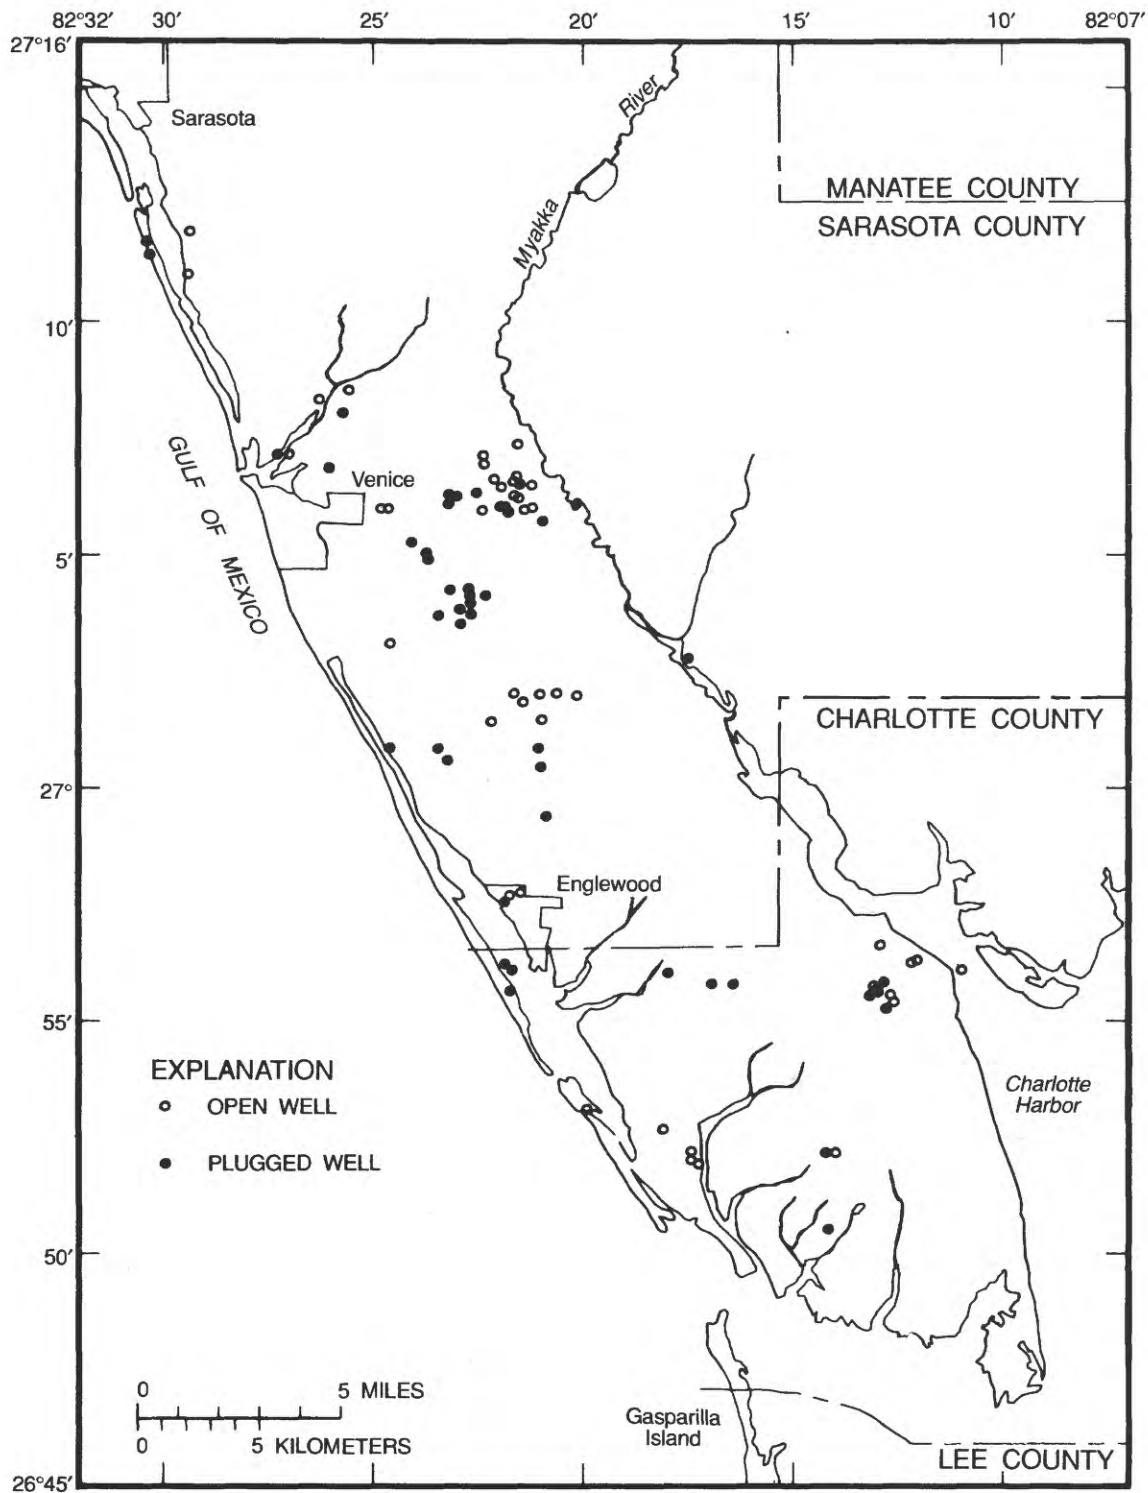 82°32′ 30′ 25′ 20′ 15′ 10′ 82°07′
27°16′
Sarasota
River
Myakka
MANATEE COUNTY
SARASOTA COUNTY
10′
GULF OF MEXICO
Venice
5′
CHARLOTTE COUNTY
27°
Englewood
55′
EXPLANATION
OPEN WELL
PLUGGED WELL
Charlotte
Harbor
50′
0 5 MILES
0 5 KILOMETERS
Gasparilla
Island
LEE COUNTY
26°45′